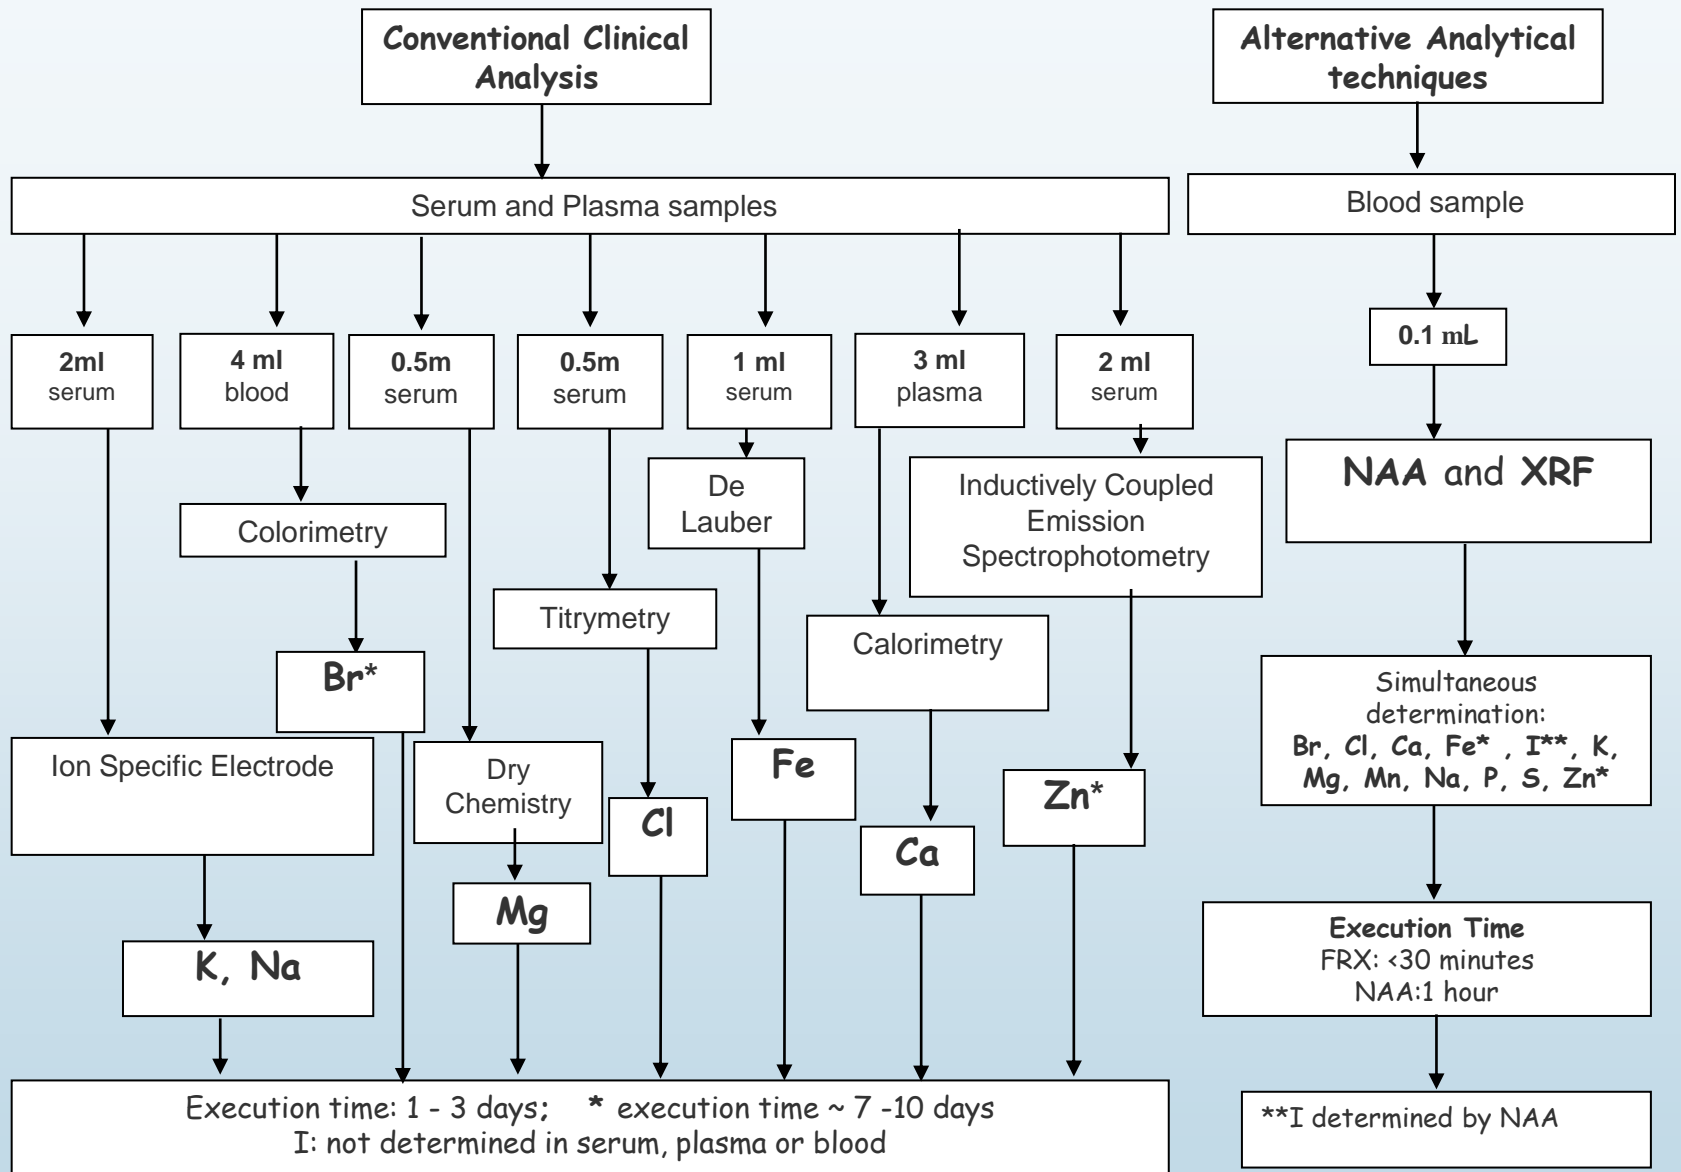 Conventional Clinical
Analysis
Alternative Analytical
techniques
Serum and Plasma samples
Blood sample
2ml
serum
4 ml
blood
0.5m
serum
0.5m
serum
1 ml
serum
3 ml
plasma
2 ml
serum
0.1 mL
De
Lauber
Inductively Coupled
Emission
Spectrophotometry
NAA and XRF
Colorimetry
Titrymetry
Calorimetry
Br*
Simultaneous
determination:
Br, Cl, Ca, Fe* , I**, K,
Mg, Mn, Na, P, S, Zn*
Ion Specific Electrode
Dry
Chemistry
Fe
Zn*
Cl
Ca
Mg
K, Na
Execution Time
FRX: <30 minutes
NAA:1 hour
Execution time: 1 - 3 days; * execution time ~ 7 -10 days
I: not determined in serum, plasma or blood
**I determined by NAA